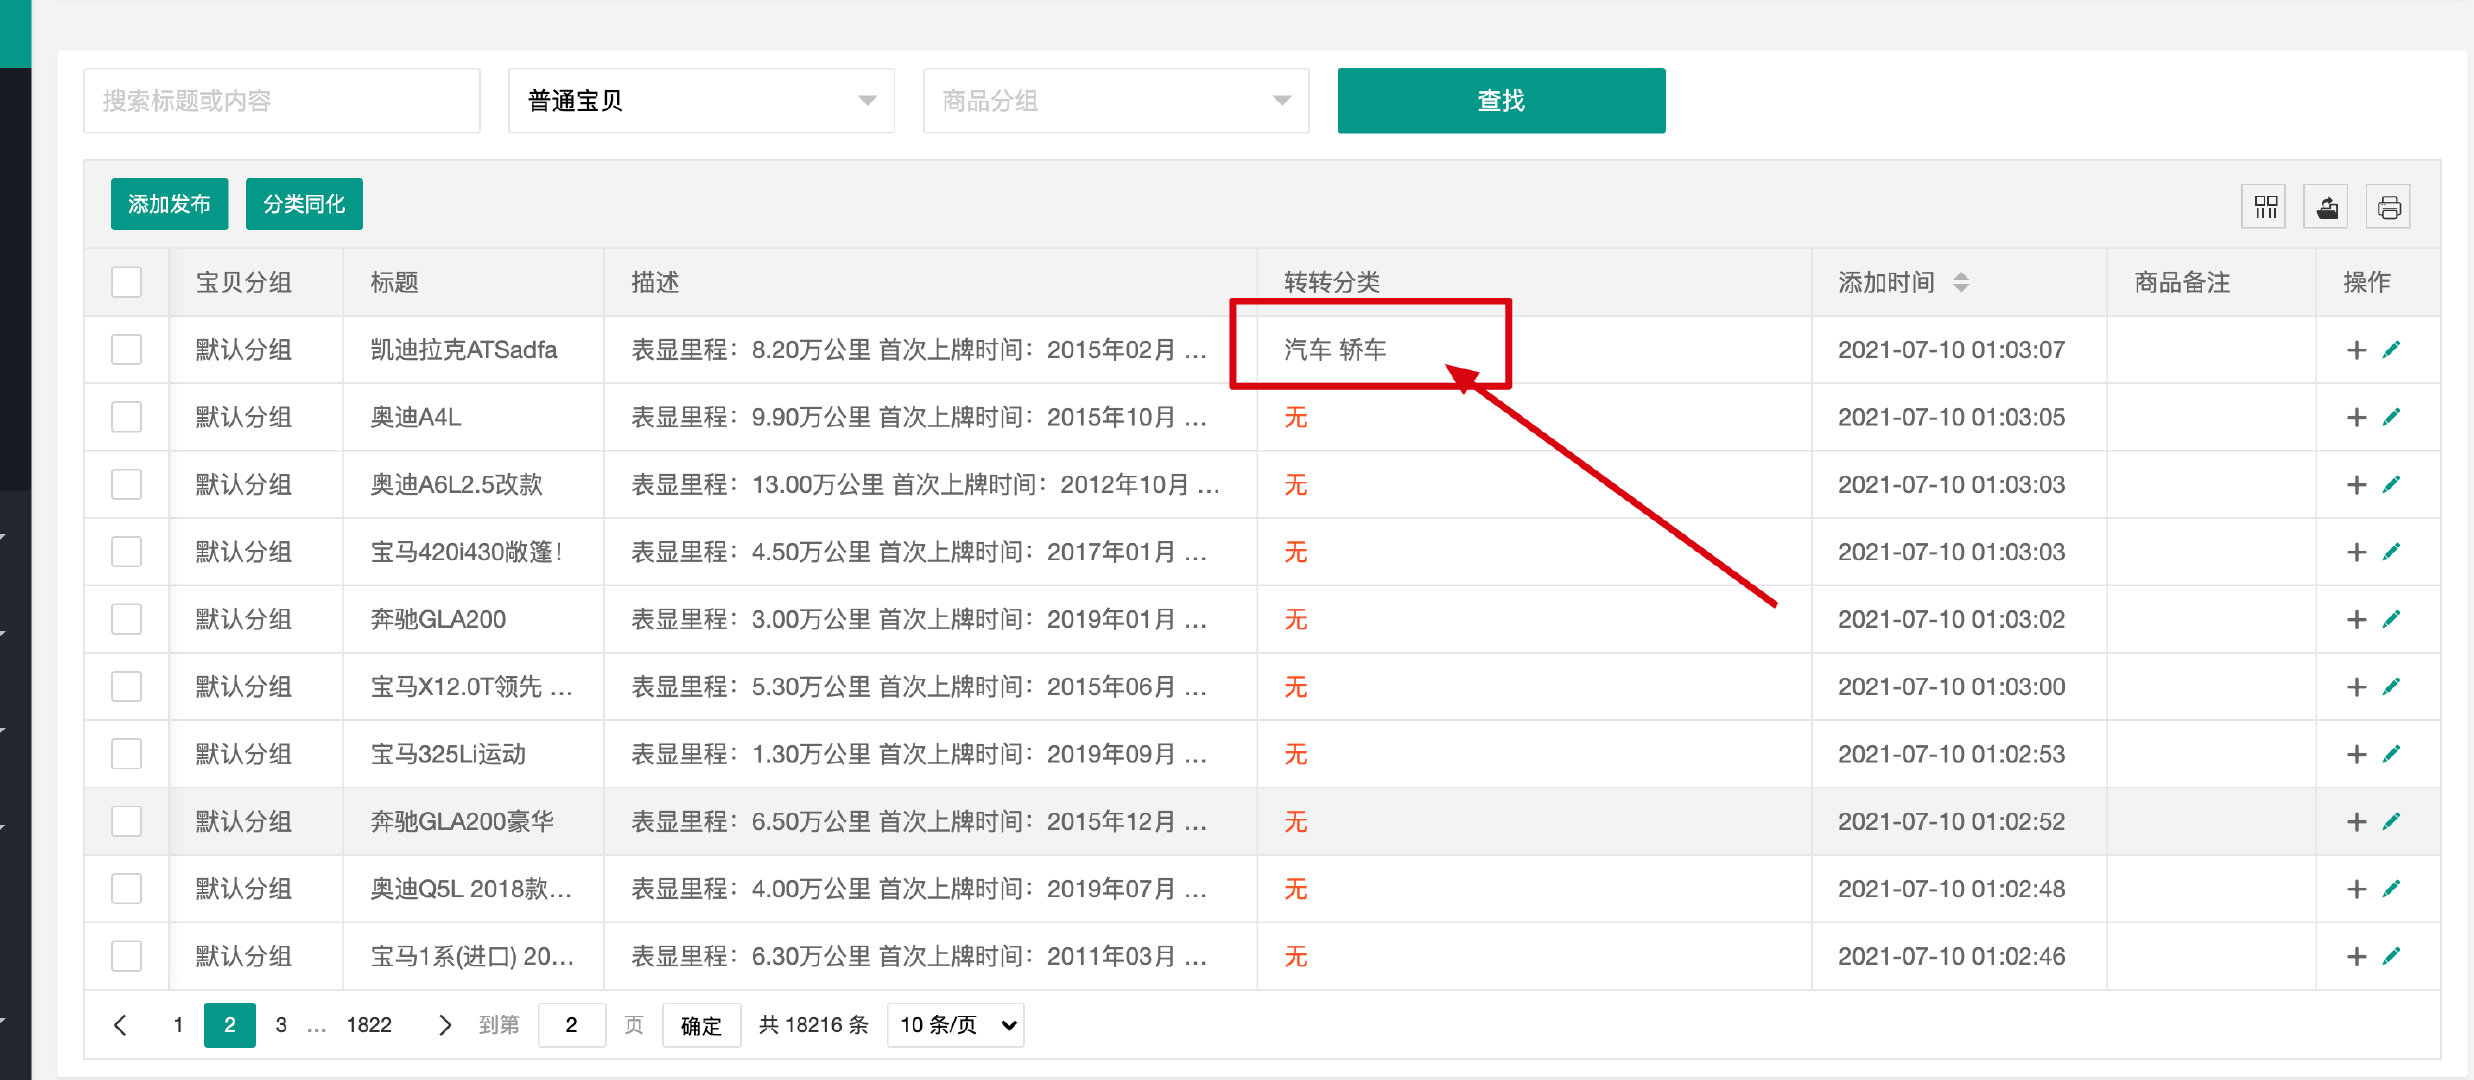 搜索标题或内容 普通宝贝 商品分组 查找
添加发布 分类同化
宝贝分组 标题 描述 转转分类 添加时间 商品备注 操作
默认分组 凯迪拉克ATSadfa 表显里程：8.20万公里 首次上牌时间：2015年02月 ... 汽车 轿车 2021-07-10 01:03:07
默认分组 奥迪A4L 表显里程：9.90万公里 首次上牌时间：2015年10月 ... 无 2021-07-10 01:03:05
默认分组 奥迪A6L2.5改款 表显里程：13.00万公里 首次上牌时间：2012年10月 ... 无 2021-07-10 01:03:03
默认分组 宝马420i430敞篷！ 表显里程：4.50万公里 首次上牌时间：2017年01月 ... 无 2021-07-10 01:03:03
默认分组 奔驰GLA200 表显里程：3.00万公里 首次上牌时间：2019年01月 ... 无 2021-07-10 01:03:02
默认分组 宝马X12.0T领先 ... 表显里程：5.30万公里 首次上牌时间：2015年06月 ... 无 2021-07-10 01:03:00
默认分组 宝马325Li运动 表显里程：1.30万公里 首次上牌时间：2019年09月 ... 无 2021-07-10 01:02:53
默认分组 奔驰GLA200豪华 表显里程：6.50万公里 首次上牌时间：2015年12月 ... 无 2021-07-10 01:02:52
默认分组 奥迪Q5L 2018款... 表显里程：4.00万公里 首次上牌时间：2019年07月 ... 无 2021-07-10 01:02:48
默认分组 宝马1系(进口) 20... 表显里程：6.30万公里 首次上牌时间：2011年03月 ... 无 2021-07-10 01:02:46
1 2 3 ... 1822 到第 2 页 确定 共 18216 条 10 条/页